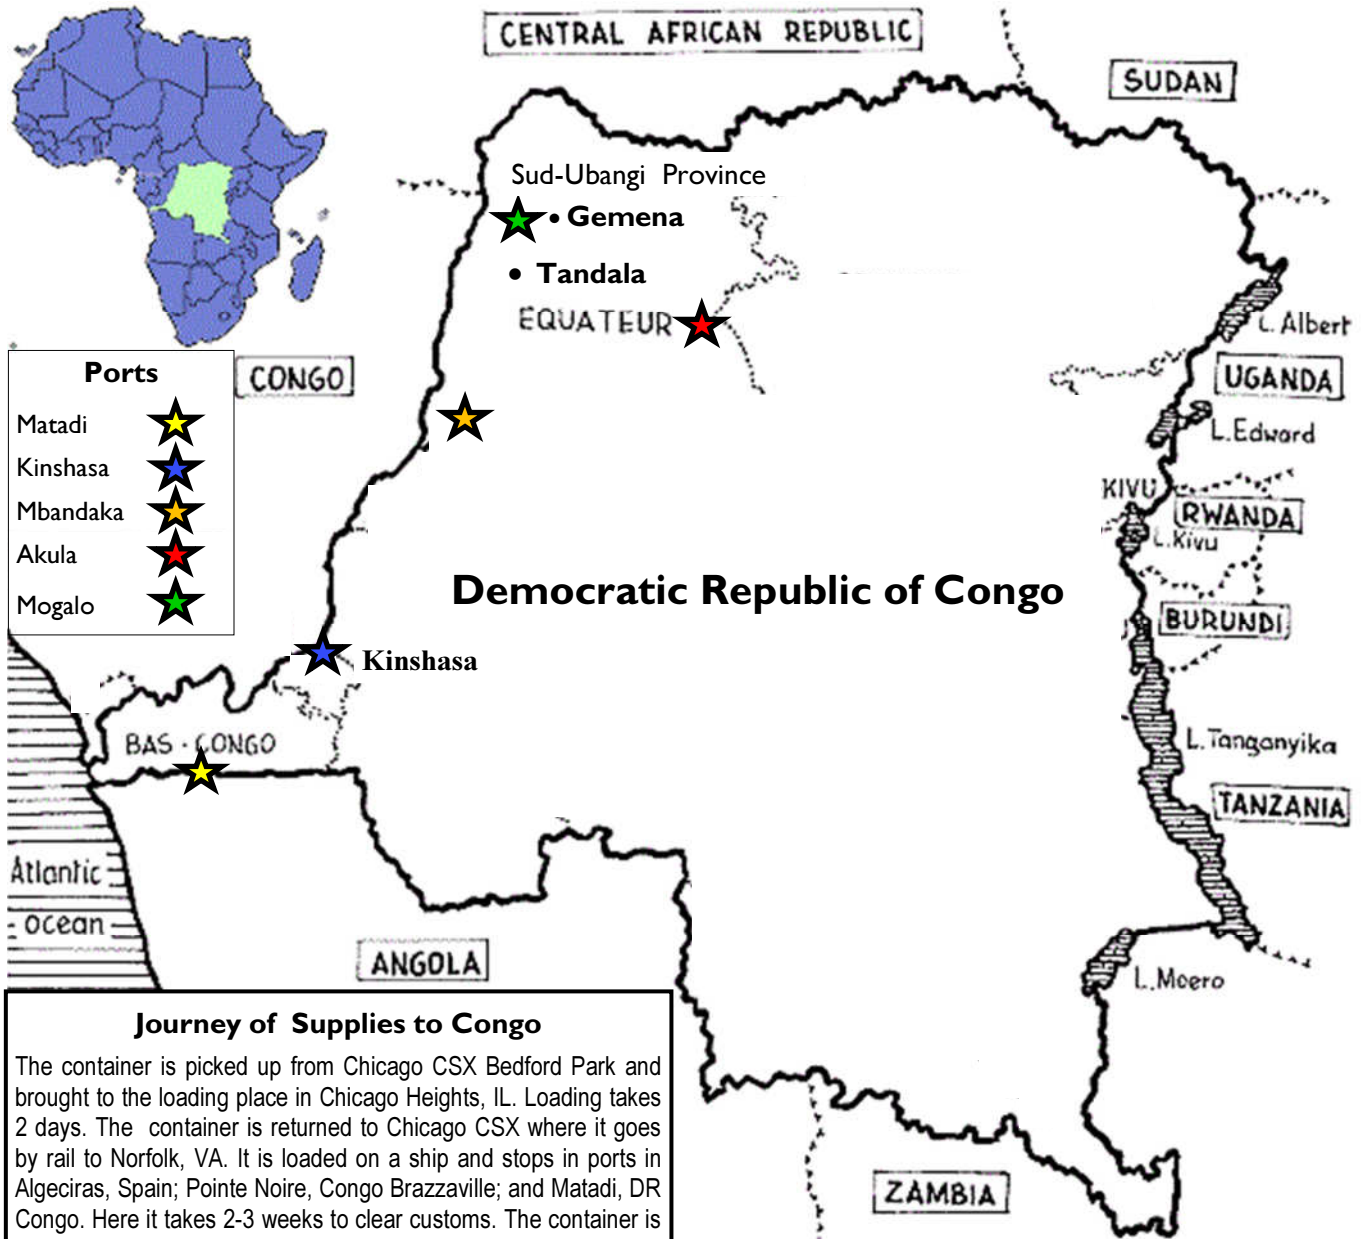 CENTRAL AFRICAN REPUBLIC
SUDAN
Sud-Ubangi Province
• Gemena
• Tandala
EQUATEUR
L. Albert
UGANDA
L. Edward
KIVU
RWANDA
L. Kivu
BURUNDI
CONGO
Ports
Matadi
Kinshasa
Mbandaka
Akula
Mogalo
Democratic Republic of Congo
Kinshasa
BAS - CONGO
L. Tanganyika
TANZANIA
Atlantic
ocean
ANGOLA
L. Moero
ZAMBIA
Journey of Supplies to Congo
The container is picked up from Chicago CSX Bedford Park and
brought to the loading place in Chicago Heights, IL. Loading takes
2 days. The container is returned to Chicago CSX where it goes
by rail to Norfolk, VA. It is loaded on a ship and stops in ports in
Algeciras, Spain; Pointe Noire, Congo Brazzaville; and Matadi, DR
Congo. Here it takes 2-3 weeks to clear customs. The container is